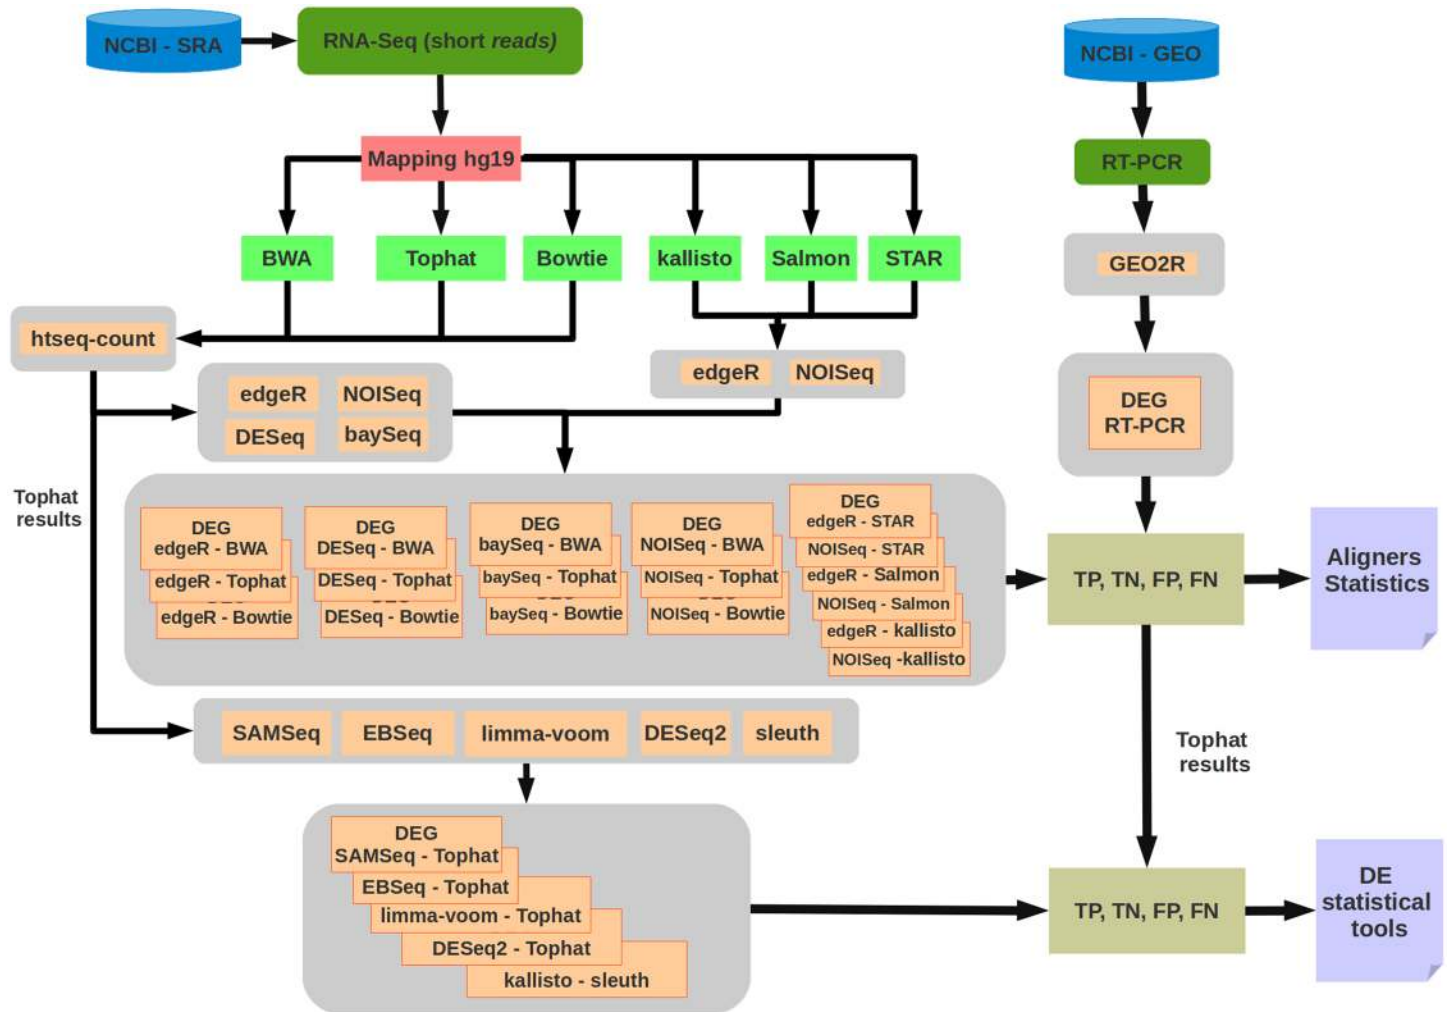 NCBI - SRA
RNA-Seq (short reads)
NCBI - GEO
Mapping hg19
RT-PCR
BWA
Tophat
Bowtie
kallisto
Salmon
STAR
GEO2R
htseq-count
edgeR
NOISeq
edgeR
NOISeq
DESeq
baySeq
DEG
RT-PCR
Tophat
results
DEG
edgeR - BWA
edgeR - Tophat
edgeR - Bowtie
DEG
DESeq - BWA
DESeq - Tophat
DESeq - Bowtie
DEG
baySeq - BWA
baySeq - Tophat
baySeq - Bowtie
DEG
NOISeq - BWA
NOISeq - Tophat
NOISeq - Bowtie
DEG
edgeR - STAR
NOISeq - STAR
edgeR - Salmon
NOISeq - Salmon
edgeR - kallisto
NOISeq -kallisto
TP, TN, FP, FN
Aligners
Statistics
SAMSeq
EBSeq
limma-voom
DESeq2
sleuth
Tophat
results
DEG
SAMSeq - Tophat
EBSeq - Tophat
limma-voom - Tophat
DESeq2 - Tophat
kallisto - sleuth
TP, TN, FP, FN
DE
statistical
tools